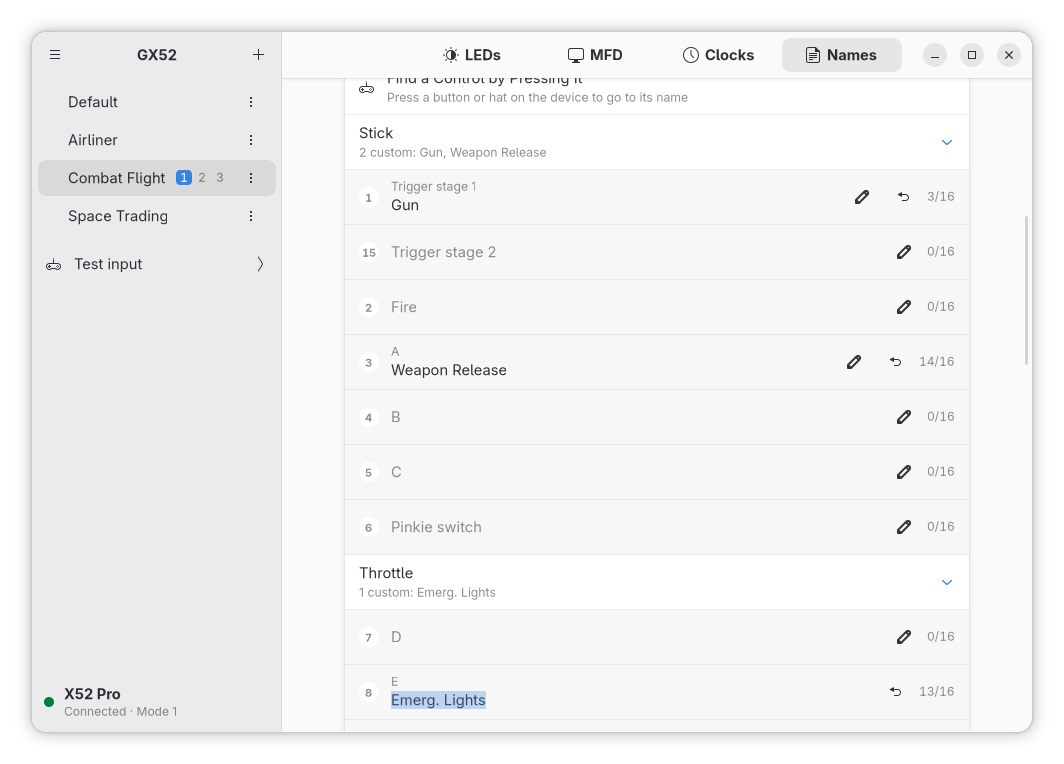 GX52
LEDs
MFD
Clocks
Names
Default
Airliner
Combat Flight 1 2 3
Space Trading
Test input
X52 Pro
Connected · Mode 1
Find a Control by Pressing It
Press a button or hat on the device to go to its name
Stick
2 custom: Gun, Weapon Release
1 Trigger stage 1
Gun 3/16
15 Trigger stage 2 0/16
2 Fire 0/16
3 A
Weapon Release 14/16
4 B 0/16
5 C 0/16
6 Pinkie switch 0/16
Throttle
1 custom: Emerg. Lights
7 D 0/16
8 E
Emerg. Lights 13/16